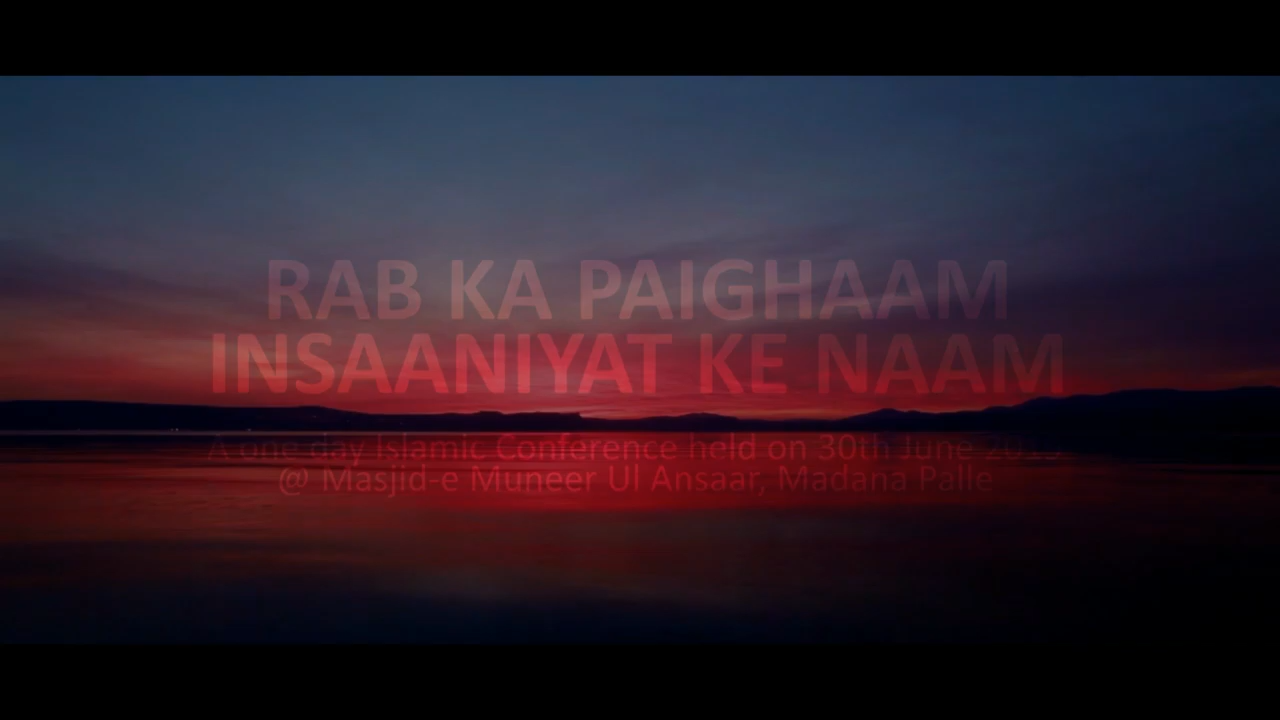 RAB KA PAIGHAAM
INSAANIYAT KE NAAM
A one day Islamic Conference held on 30th June
@ Masjid-e Muneer Ul Ansaar, Madana Palle